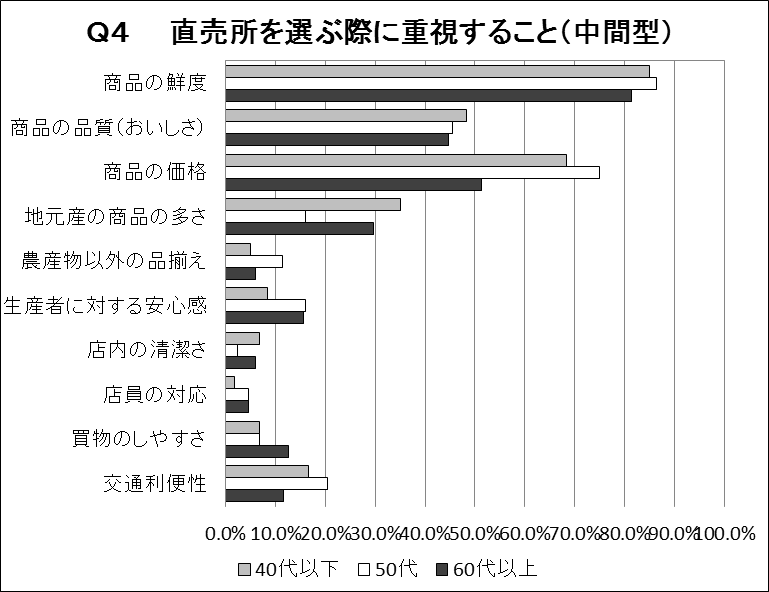 Q4 直売所を選ぶ際に重視すること(中間型)
商品の鮮度
商品の品質(おいしさ)
商品の価格
地元産の商品の多さ
農産物以外の品揃え
生産者に対する安心感
店内の清潔さ
店員の対応
買物のしやすさ
交通利便性
0.0% 10.0% 20.0% 30.0% 40.0% 50.0% 60.0% 70.0% 80.0% 90.0% 100.0%
40代以下 50代 60代以上